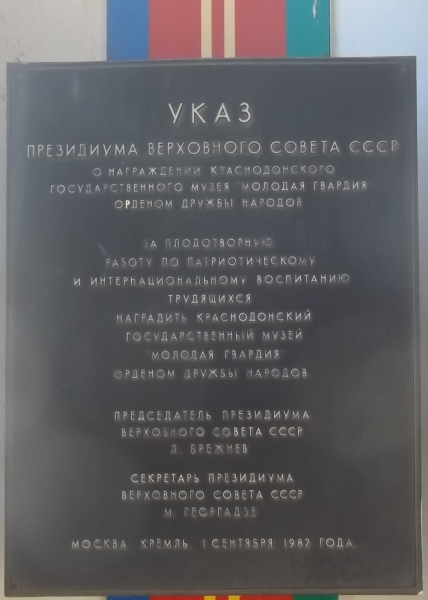 УКАЗ
ПРЕЗИДИУМА ВЕРХОВНОГО СОВЕТА СССР
О НАГРАЖДЕНИИ КРАСНОДОНСКОГО
ГОСУДАРСТВЕННОГО МУЗЕЯ "МОЛОДАЯ ГВАРДИЯ"
ОРДЕНОМ ДРУЖБЫ НАРОДОВ
ЗА ПЛОДОТВОРНУЮ
РАБОТУ ПО ПАТРИОТИЧЕСКОМУ
И ИНТЕРНАЦИОНАЛЬНОМУ ВОСПИТАНИЮ
ТРУДЯЩИХСЯ
НАГРАДИТЬ КРАСНОДОНСКИЙ
ГОСУДАРСТВЕННЫЙ МУЗЕЙ
"МОЛОДАЯ ГВАРДИЯ"
ОРДЕНОМ ДРУЖБЫ НАРОДОВ.
ПРЕДСЕДАТЕЛЬ ПРЕЗИДИУМА
ВЕРХОВНОГО СОВЕТА СССР
Л. БРЕЖНЕВ
СЕКРЕТАРЬ ПРЕЗИДИУМА
ВЕРХОВНОГО СОВЕТА СССР
М. ГЕОРГАДЗЕ
МОСКВА. КРЕМЛЬ. 1 СЕНТЯБРЯ 1982 ГОДА.